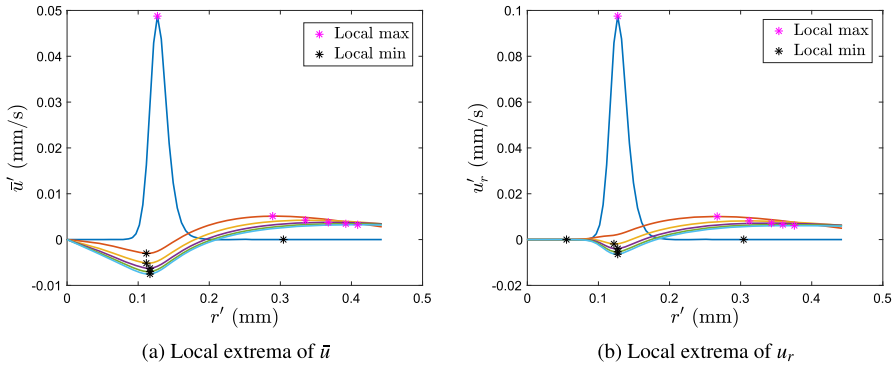 0.05
0.04
0.03
0.02
0.01
0
-0.01
0
0.1
0.2
0.3
0.4
0.5
ū′ (mm/s)
r′ (mm)
Local max
Local min
(a) Local extrema of ū
0.1
0.08
0.06
0.04
0.02
0
-0.02
0
0.1
0.2
0.3
0.4
0.5
u′ᵣ (mm/s)
r′ (mm)
Local max
Local min
(b) Local extrema of uᵣ